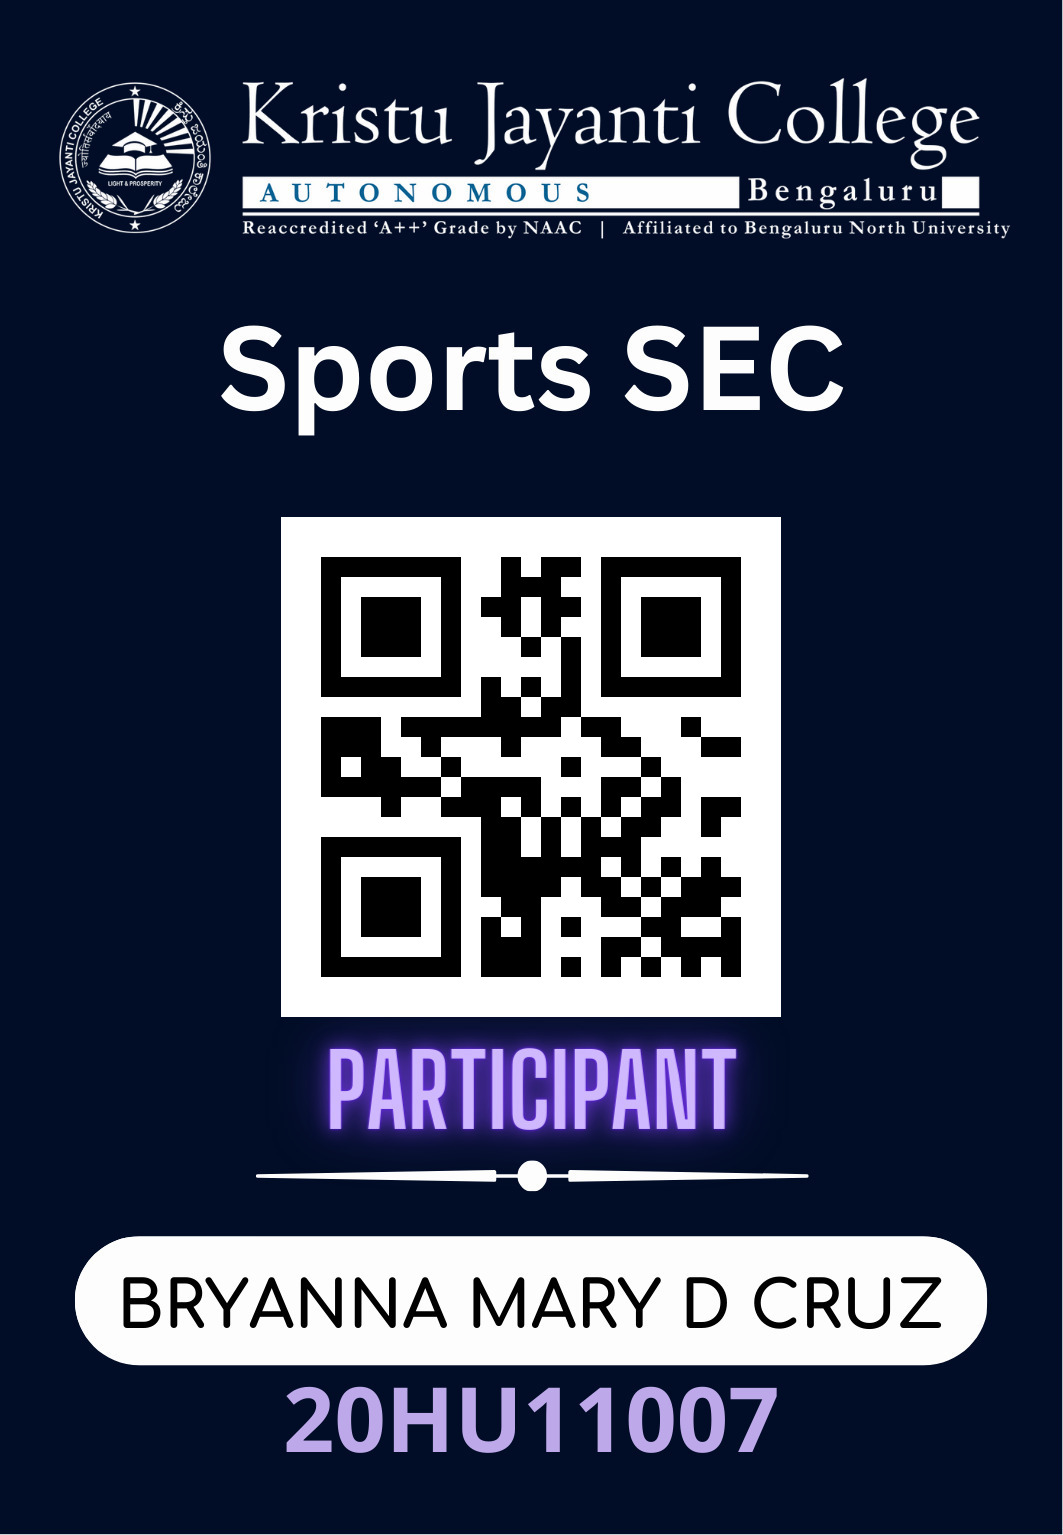 KRISTU JAYANTI COLLEGE
ಕ್ರಿಸ್ತು ಜಯಂತಿ ಕಾಲೇಜು
LIGHT & PROSPERITY
Kristu Jayanti College
AUTONOMOUS Bengaluru
Reaccredited ‘A++’ Grade by NAAC | Affiliated to Bengaluru North University
Sports SEC
PARTICIPANT
BRYANNA MARY D CRUZ
20HU11007